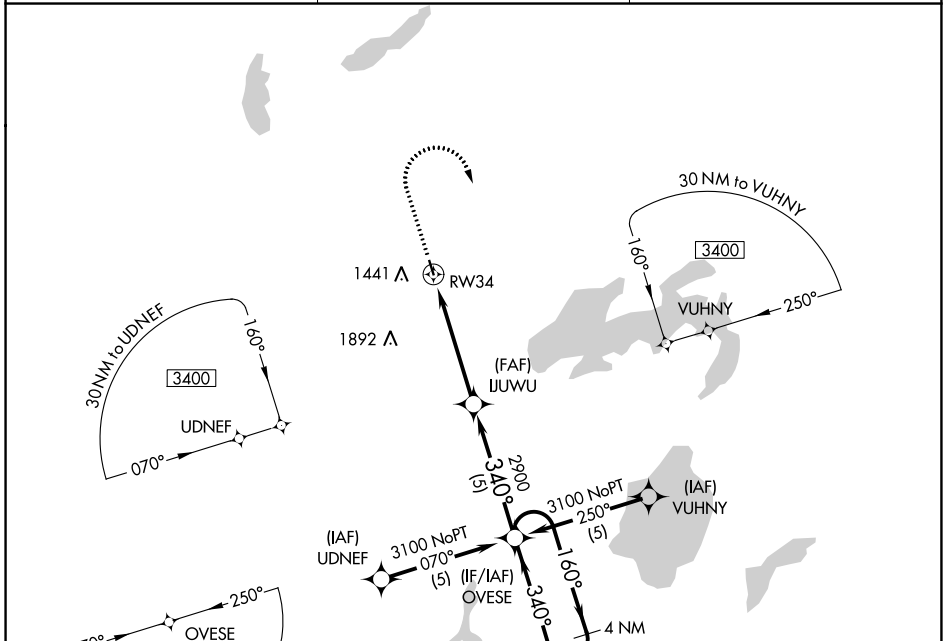 30 NM to VUHNY
3400
160°
250°
VUHNY
1441
RW34
1892
30 NM to UDNEF
160°
3400
UDNEF
070°
(FAF)
IJUWU
2900
340°
(5)
3100 NoPT
250°
(5)
(IAF)
VUHNY
(IAF)
UDNEF
3100 NoPT
070°
(5)
(IF/IAF)
OVESE
160°
340°
4 NM
250°
OVESE